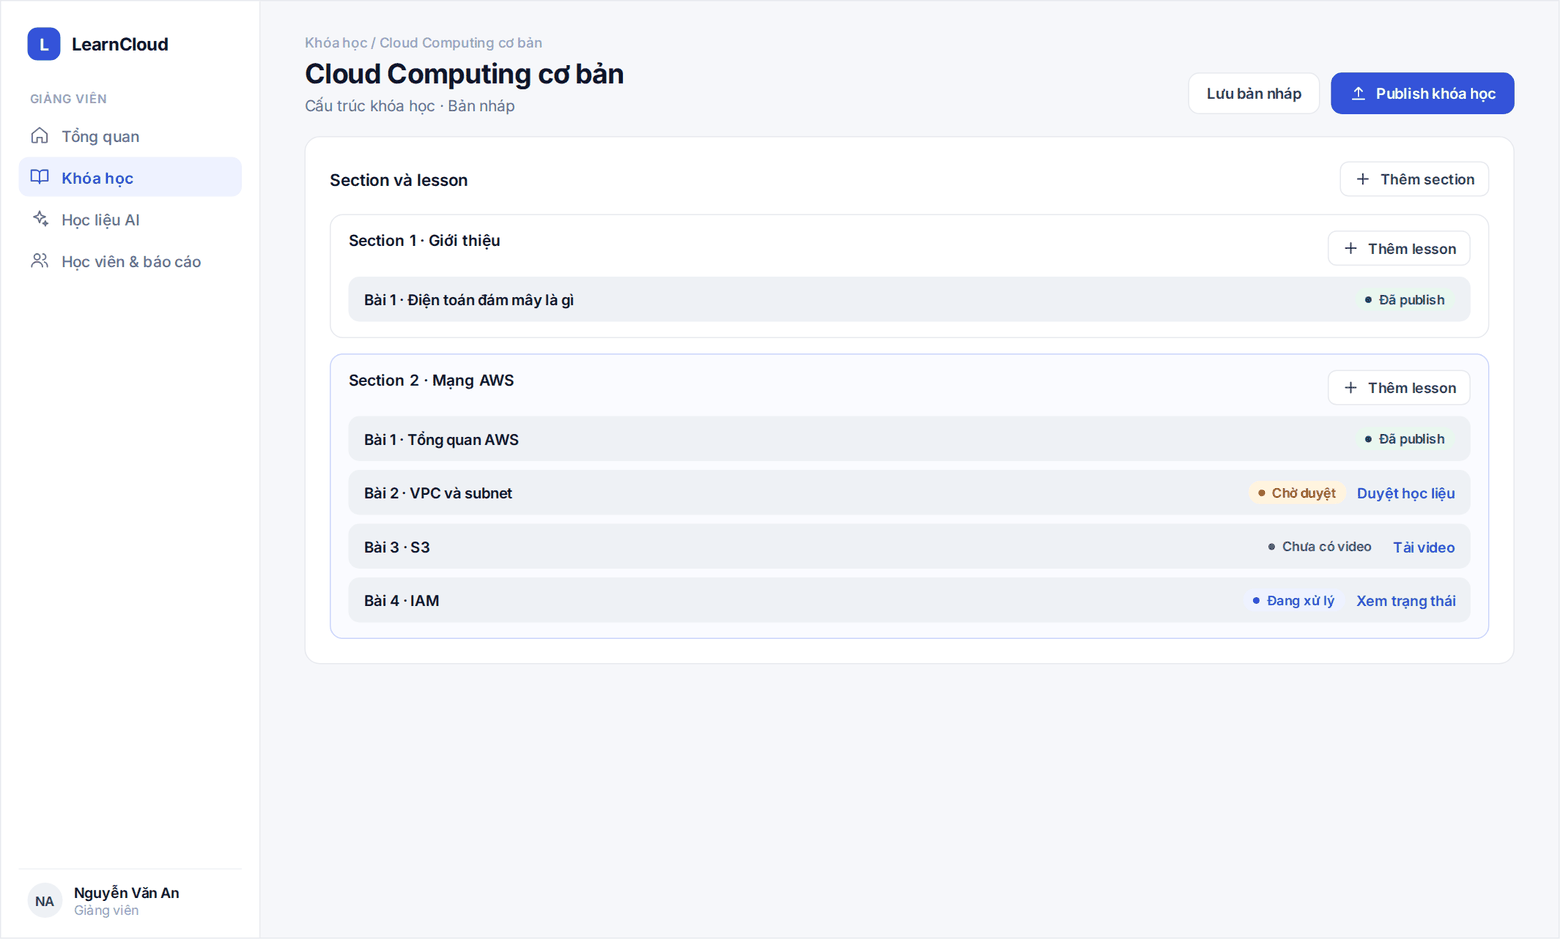 L LearnCloud
GIẢNG VIÊN
Tổng quan
Khóa học
Học liệu AI
Học viên & báo cáo
NA
Nguyễn Văn An
Giảng viên
Khóa học / Cloud Computing cơ bản
Cloud Computing cơ bản
Cấu trúc khóa học · Bản nháp
Lưu bản nháp
Publish khóa học
Section và lesson
Thêm section
Section 1 · Giới thiệu
Thêm lesson
Bài 1 · Điện toán đám mây là gì
Đã publish
Section 2 · Mạng AWS
Thêm lesson
Bài 1 · Tổng quan AWS
Đã publish
Bài 2 · VPC và subnet
Chờ duyệt
Duyệt học liệu
Bài 3 · S3
Chưa có video
Tải video
Bài 4 · IAM
Đang xử lý
Xem trạng thái